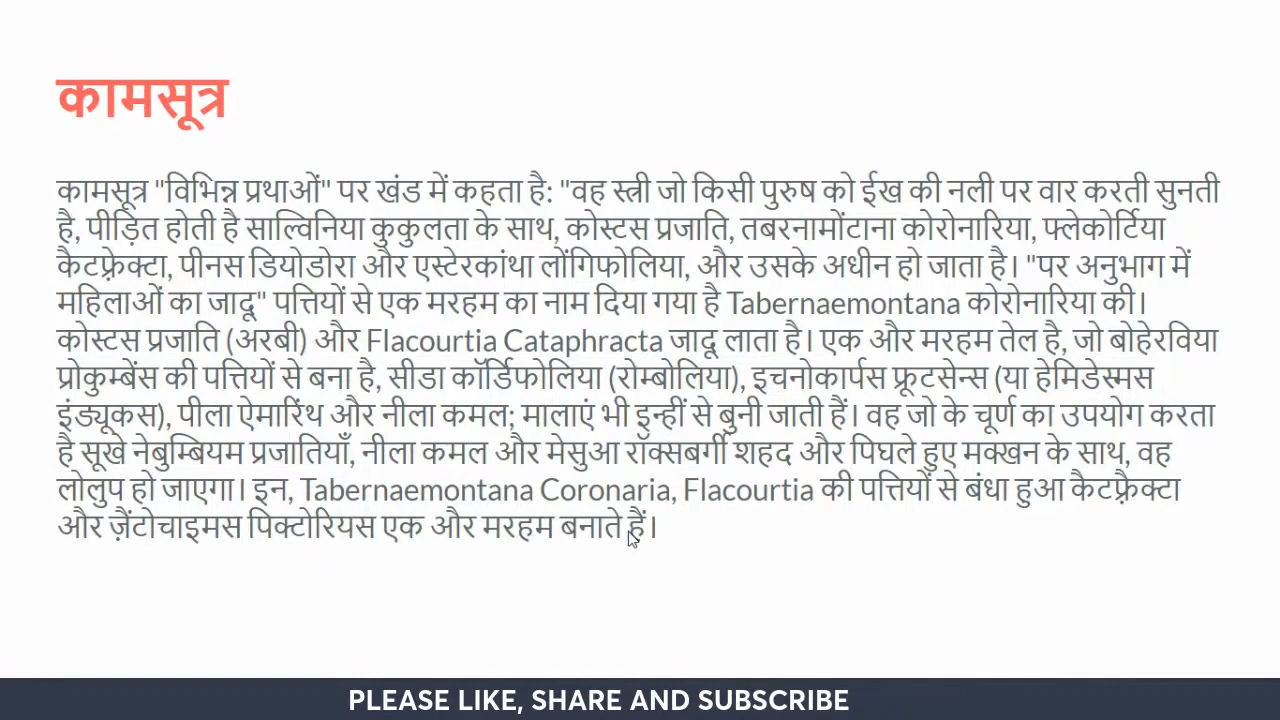 कामसूत्र
कामसूत्र "विभिन्न प्रथाओं" पर खंड में कहता है: "वह स्त्री जो किसी पुरुष को ईख की नली पर वार करती सुनती
है, पीड़ित होती है साल्विनिया कुकुलता के साथ, कोस्टस प्रजाति, तबरनामोंटाना कोरोनारिया, फ्लेकोर्टिया
कैटफ़्रेक्टा, पीनस डियोडोरा और एस्टेरकांथा लोंगिफोलिया, और उसके अधीन हो जाता है। "पर अनुभाग में
महिलाओं का जादू" पत्तियों से एक मरहम का नाम दिया गया है Tabernaemontana कोरोनारिया की।
कोस्टस प्रजाति (अरबी) और Flacourtia Cataphracta जादू लाता है। एक और मरहम तेल है, जो बोहेरविया
प्रोकुम्बेंस की पत्तियों से बना है, सीडा कॉर्डिफोलिया (रोम्बोलिया), इचनोकार्पस फ्रूटसेन्स (या हेमिडेस्मस
इंड्यूकस), पीला ऐमारिंथ और नीला कमल; मालाएं भी इन्हीं से बुनी जाती हैं। वह जो के चूर्ण का उपयोग करता
है सूखे नेबुम्बियम प्रजातियाँ, नीला कमल और मेसुआ रॉक्सबर्गी शहद और पिघले हुए मक्खन के साथ, वह
लोलुप हो जाएगा। इन, Tabernaemontana Coronaria, Flacourtia की पत्तियों से बंधा हुआ कैटफ़्रैक्टा
और ज़ैंटोचाइमस पिक्टोरियस एक और मरहम बनाते हैं।
PLEASE LIKE, SHARE AND SUBSCRIBE